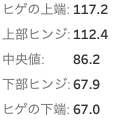 ヒゲの上端: 117.2
上部ヒンジ: 112.4
中央値: 86.2
下部ヒンジ: 67.9
ヒゲの下端: 67.0